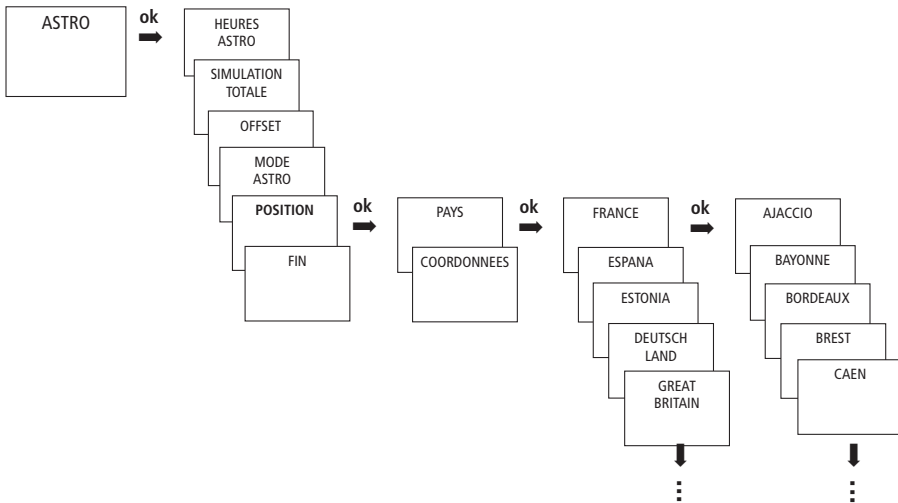 ASTRO
ok
HEURES
ASTRO
SIMULATION
TOTALE
OFFSET
MODE
ASTRO
POSITION
FIN
ok
PAYS
COORDONNEES
ok
FRANCE
ESPANA
ESTONIA
DEUTSCH
LAND
GREAT
BRITAIN
ok
AJACCIO
BAYONNE
BORDEAUX
BREST
CAEN